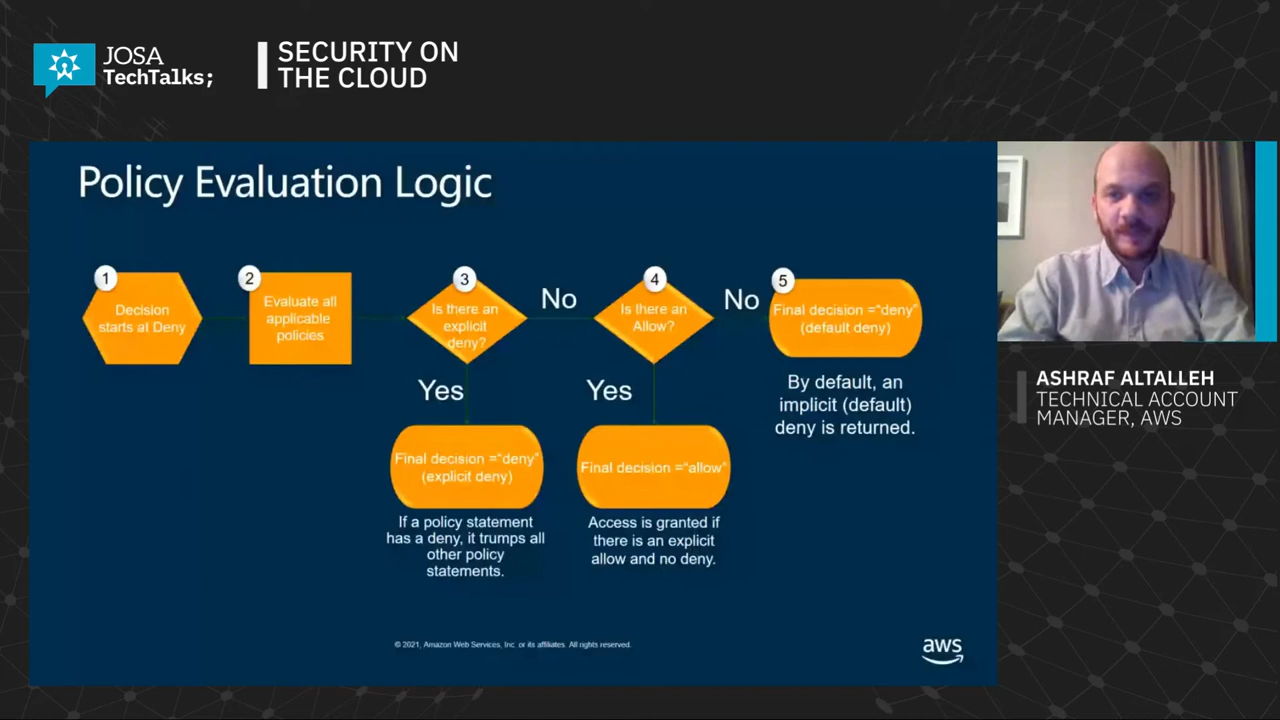 JOSA
TechTalks;
SECURITY ON
THE CLOUD
Policy Evaluation Logic
1
Decision
starts at Deny
2
Evaluate all
applicable
policies
3
Is there an
explicit
deny?
No
4
Is there an
Allow?
No
5
Final decision ="deny"
(default deny)
Yes
Yes
By default, an
implicit (default)
deny is returned.
Final decision ="deny"
(explicit deny)
Final decision ="allow"
If a policy statement
has a deny, it trumps all
other policy
statements.
Access is granted if
there is an explicit
allow and no deny.
© 2021, Amazon Web Services, Inc. or its affiliates. All rights reserved.
aws
ASHRAF ALTALLEH
TECHNICAL ACCOUNT
MANAGER, AWS